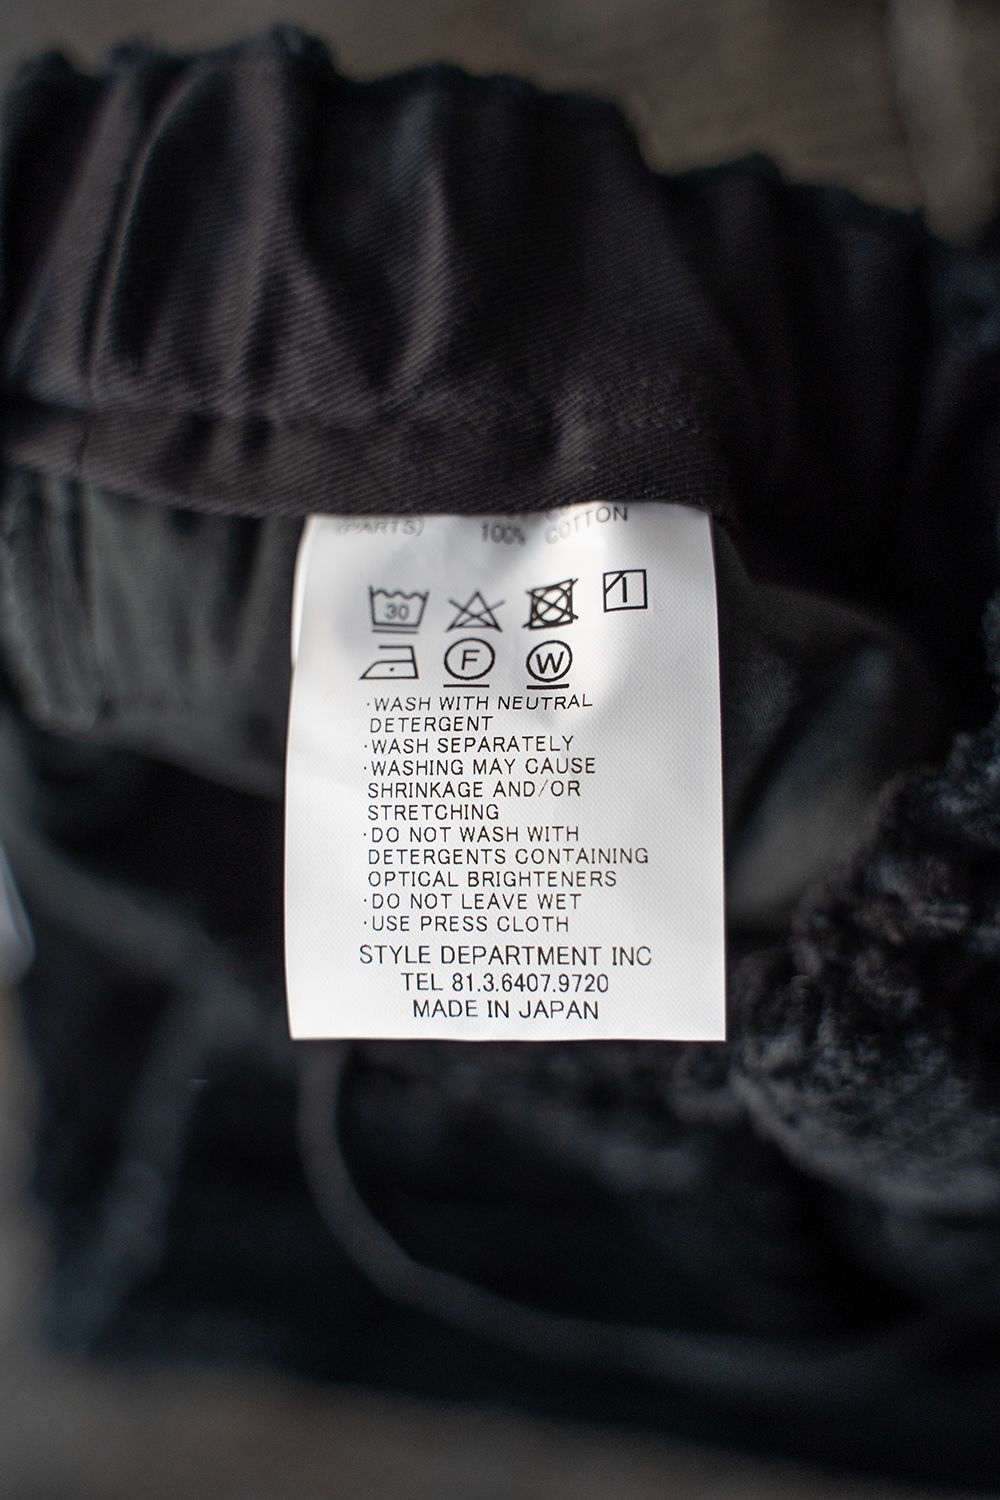 (PARTS) 100% COTTON
30
F W
·WASH WITH NEUTRAL
DETERGENT
·WASH SEPARATELY
·WASHING MAY CAUSE
SHRINKAGE AND/OR
STRETCHING
·DO NOT WASH WITH
DETERGENTS CONTAINING
OPTICAL BRIGHTENERS
·DO NOT LEAVE WET
·USE PRESS CLOTH
STYLE DEPARTMENT INC
TEL 81.3.6407.9720
MADE IN JAPAN